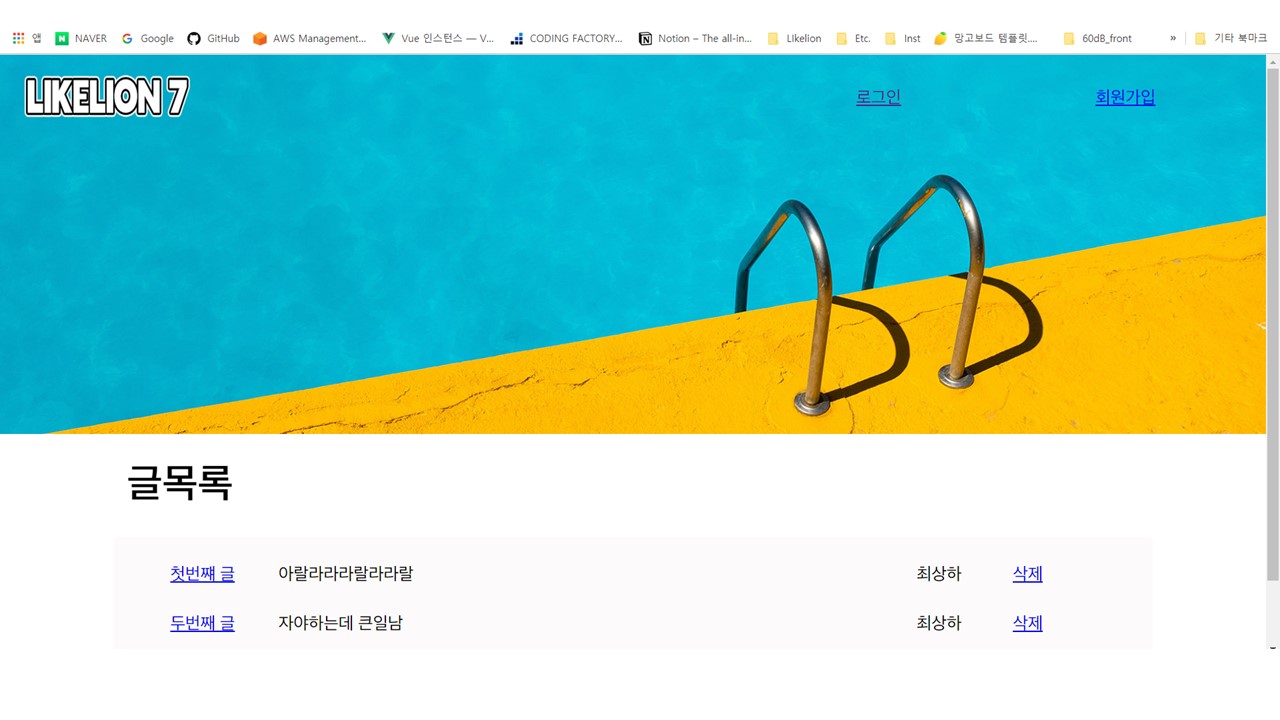 앱 NAVER Google GitHub AWS Management... Vue 인스턴스 — V... CODING FACTORY... Notion – The all-in... LIkelion Etc. Inst 망고보드 템플릿.... 60dB_front » 기타 북마크
LIKELION 7 로그인 회원가입
글목록
첫번째 글 아랄라라라랄라라랄 최상하 삭제
두번째 글 자야하는데 큰일남 최상하 삭제